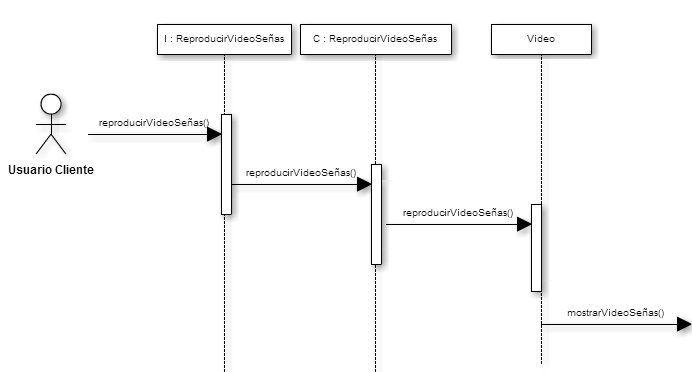 I : ReproducirVideoSeñas
C : ReproducirVideoSeñas
Video
reproducirVideoSeñas()
Usuario Cliente
reproducirVideoSeñas()
reproducirVideoSeñas()
mostrarVideoSeñas()